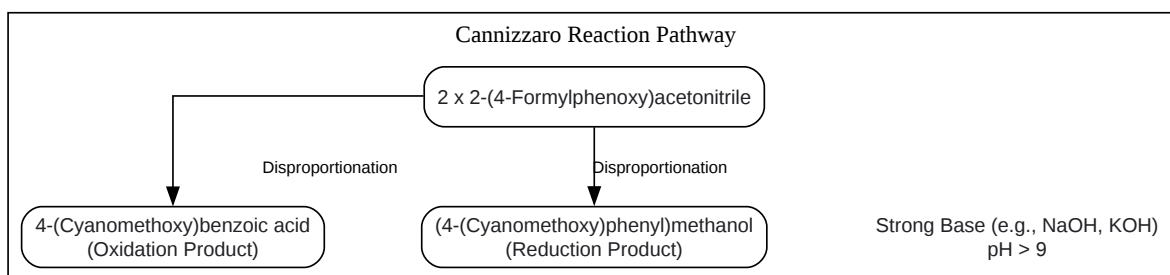 Cannizzaro Reaction Pathway
2 x 2-(4-Formylphenoxy)acetonitrile
Disproportionation
Disproportionation
4-(Cyanomethoxy)benzoic acid
(Oxidation Product)
(4-(Cyanomethoxy)phenyl)methanol
(Reduction Product)
Strong Base (e.g., NaOH, KOH)
pH > 9